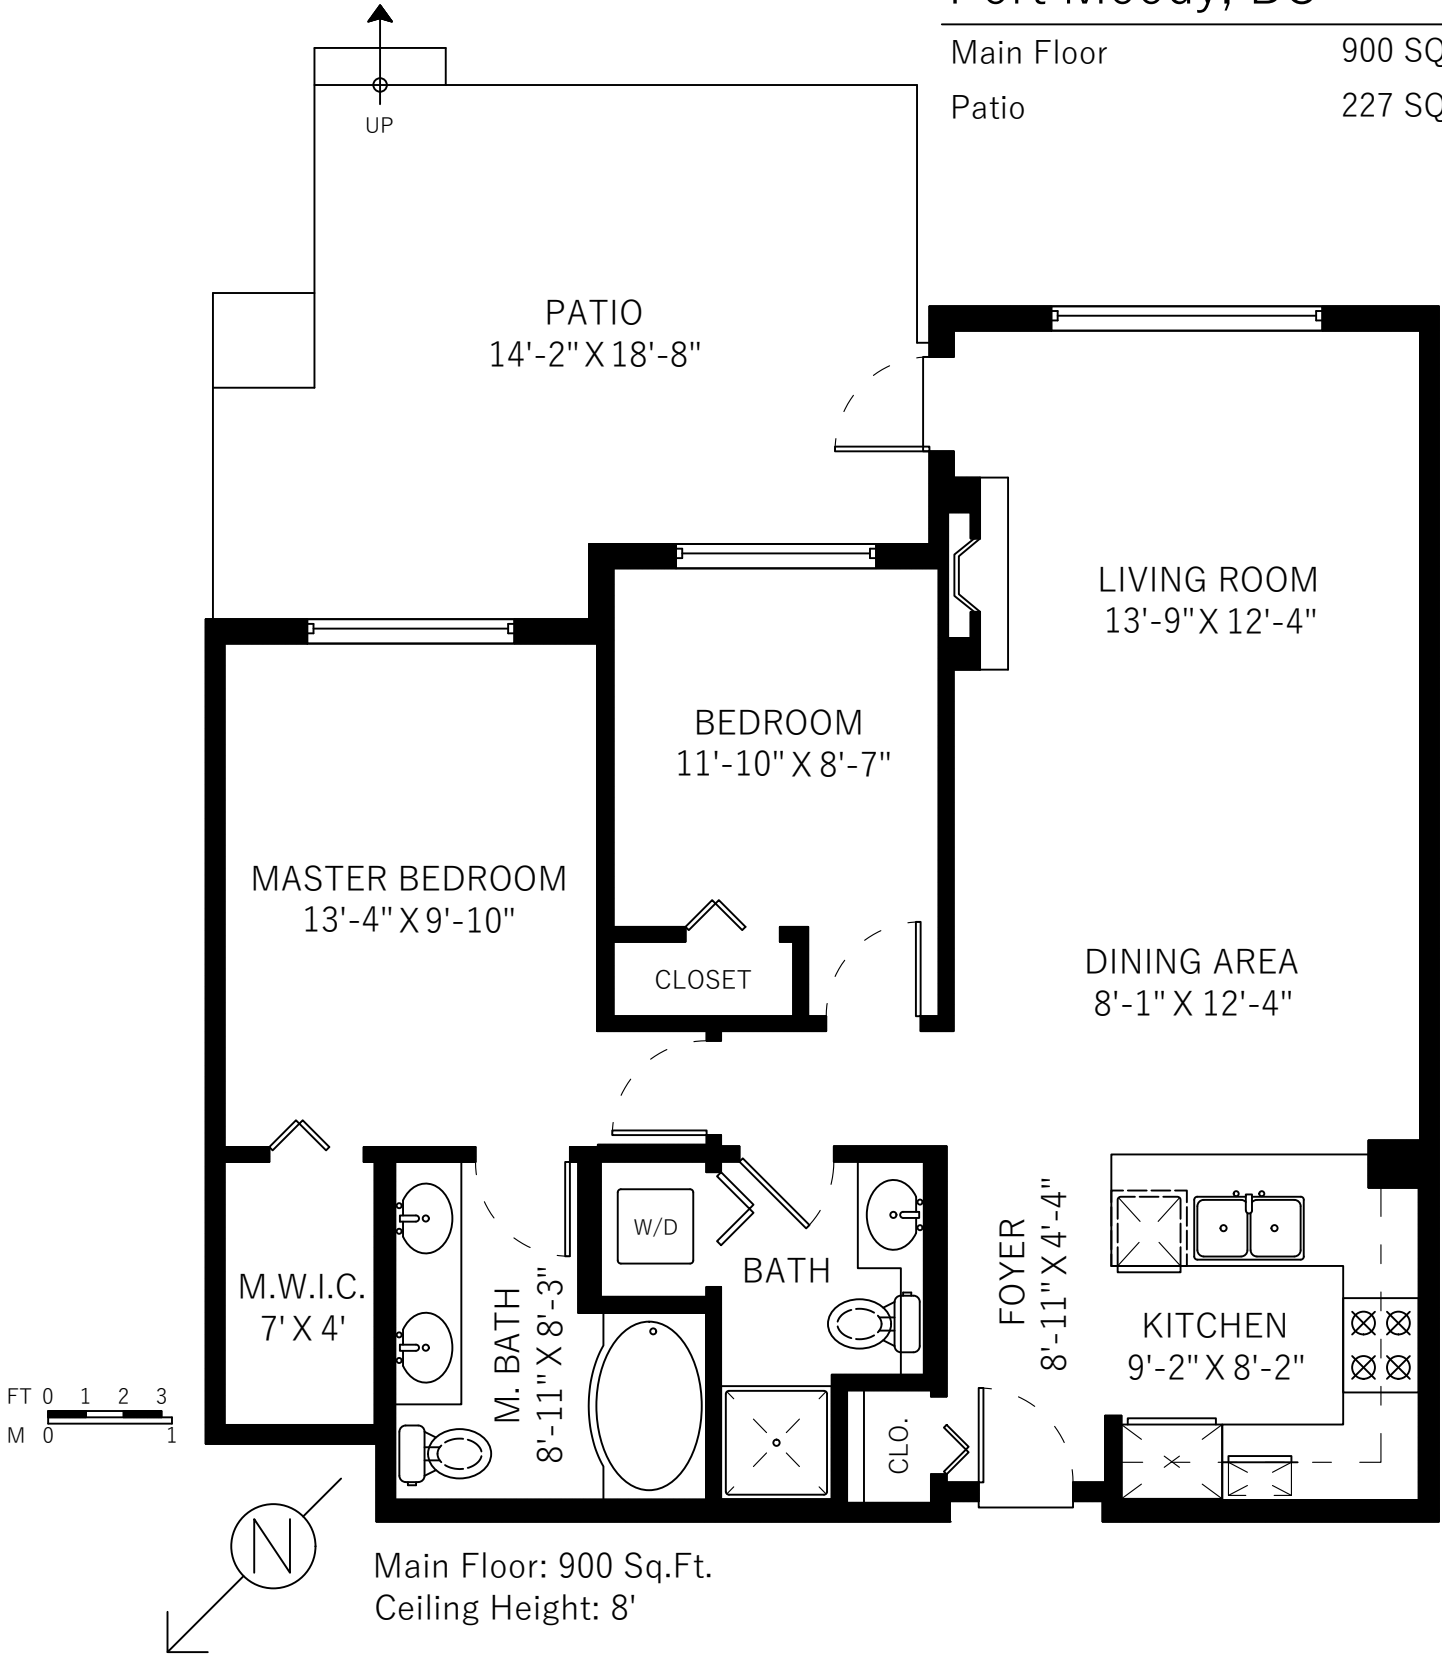 Port Moody, BC
Main Floor 900 SQ
Patio 227 SQ
UP
PATIO
14'-2" X 18'-8"
LIVING ROOM
13'-9" X 12'-4"
BEDROOM
11'-10" X 8'-7"
MASTER BEDROOM
13'-4" X 9'-10"
CLOSET
DINING AREA
8'-1" X 12'-4"
W/D
BATH
M.W.I.C.
7' X 4'
M. BATH
8'-11" X 8'-3"
FOYER
8'-11" X 4'-4"
KITCHEN
9'-2" X 8'-2"
CLO.
FT 0 1 2 3
M 0 1
N
Main Floor: 900 Sq.Ft.
Ceiling Height: 8'